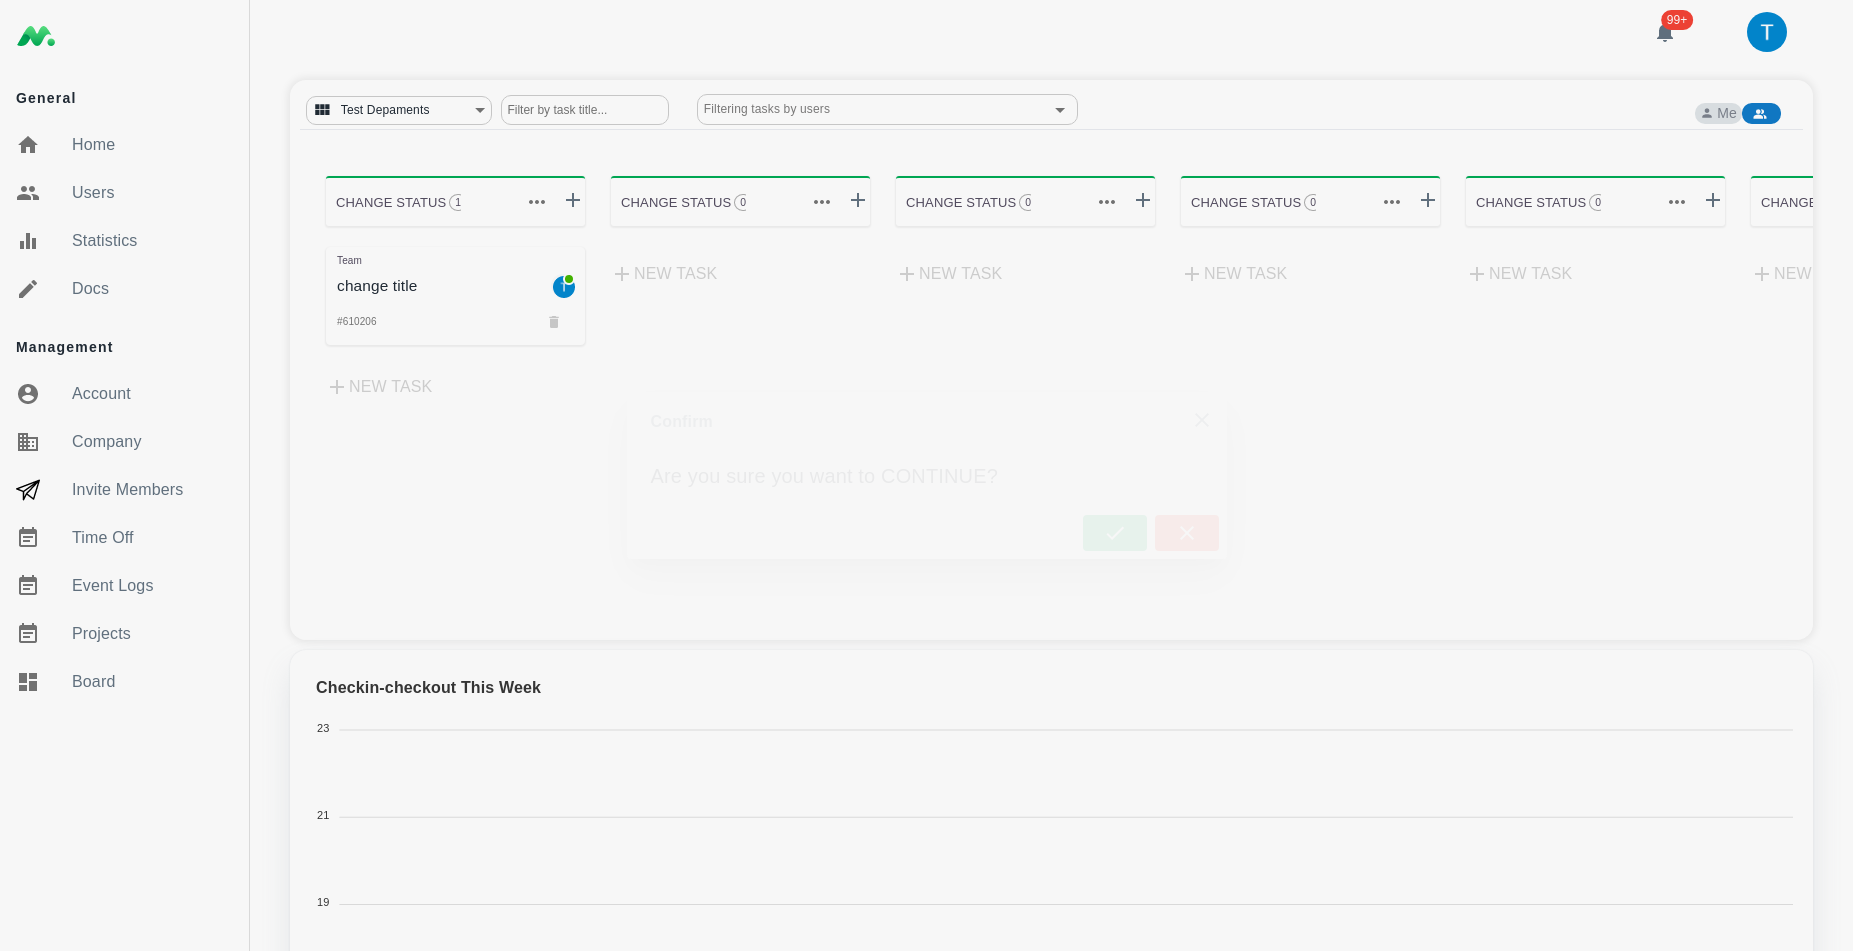 99+
T
General
Home
Users
Statistics
Docs
Management
Account
Company
Invite Members
Time Off
Event Logs
Projects
Board
Test Depaments
Filter by task title...
Filtering tasks by users
Me
CHANGE STATUS 1
CHANGE STATUS 0
CHANGE STATUS 0
CHANGE STATUS 0
CHANGE STATUS 0
CHANGE
Team
change title
T
#610206
NEW TASK
NEW TASK
NEW TASK
NEW TASK
NEW TASK
NEW
Confirm
Are you sure you want to CONTINUE?
Checkin-checkout This Week
23
21
19